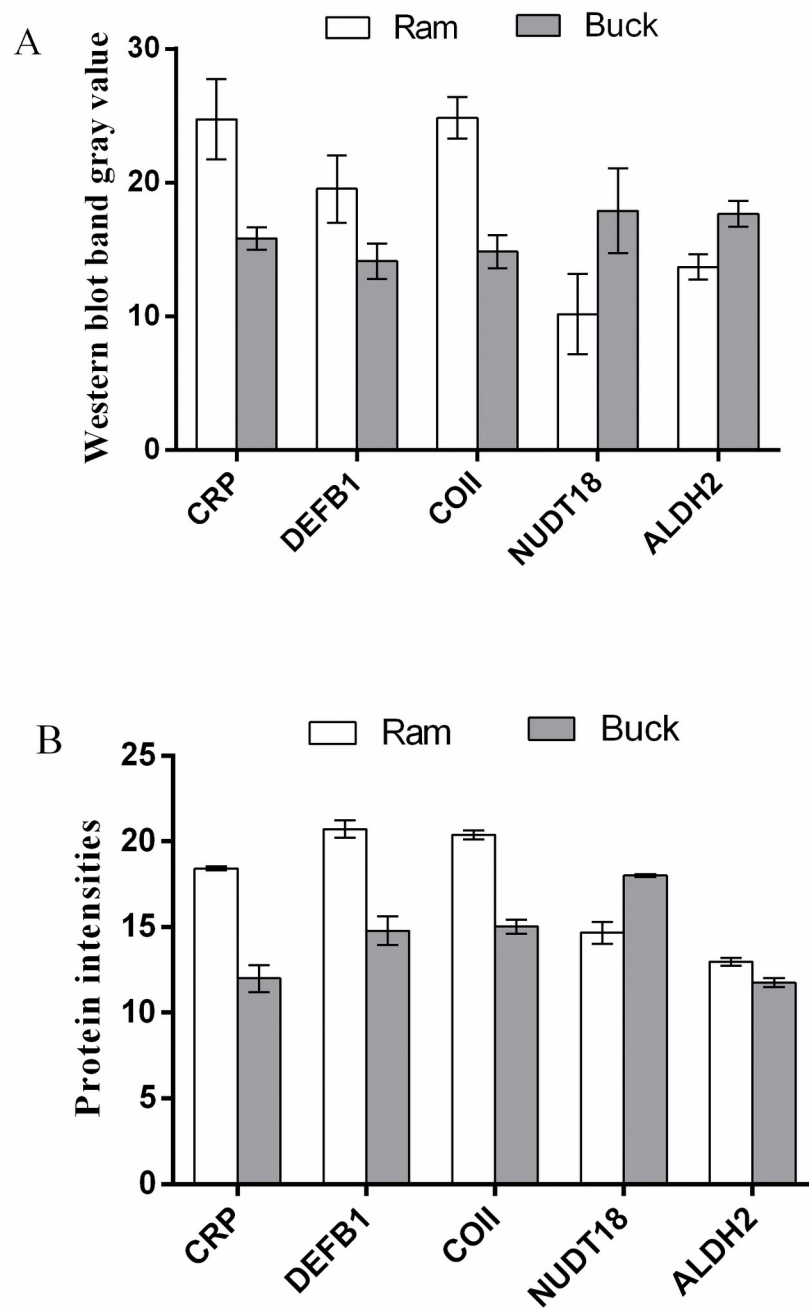 A
Ram
Buck
Western blot band gray value
30
20
10
0
CRP
DEFB1
COII
NUDT18
ALDH2
B
Ram
Buck
Protein intensities
25
20
15
10
5
0
CRP
DEFB1
COII
NUDT18
ALDH2